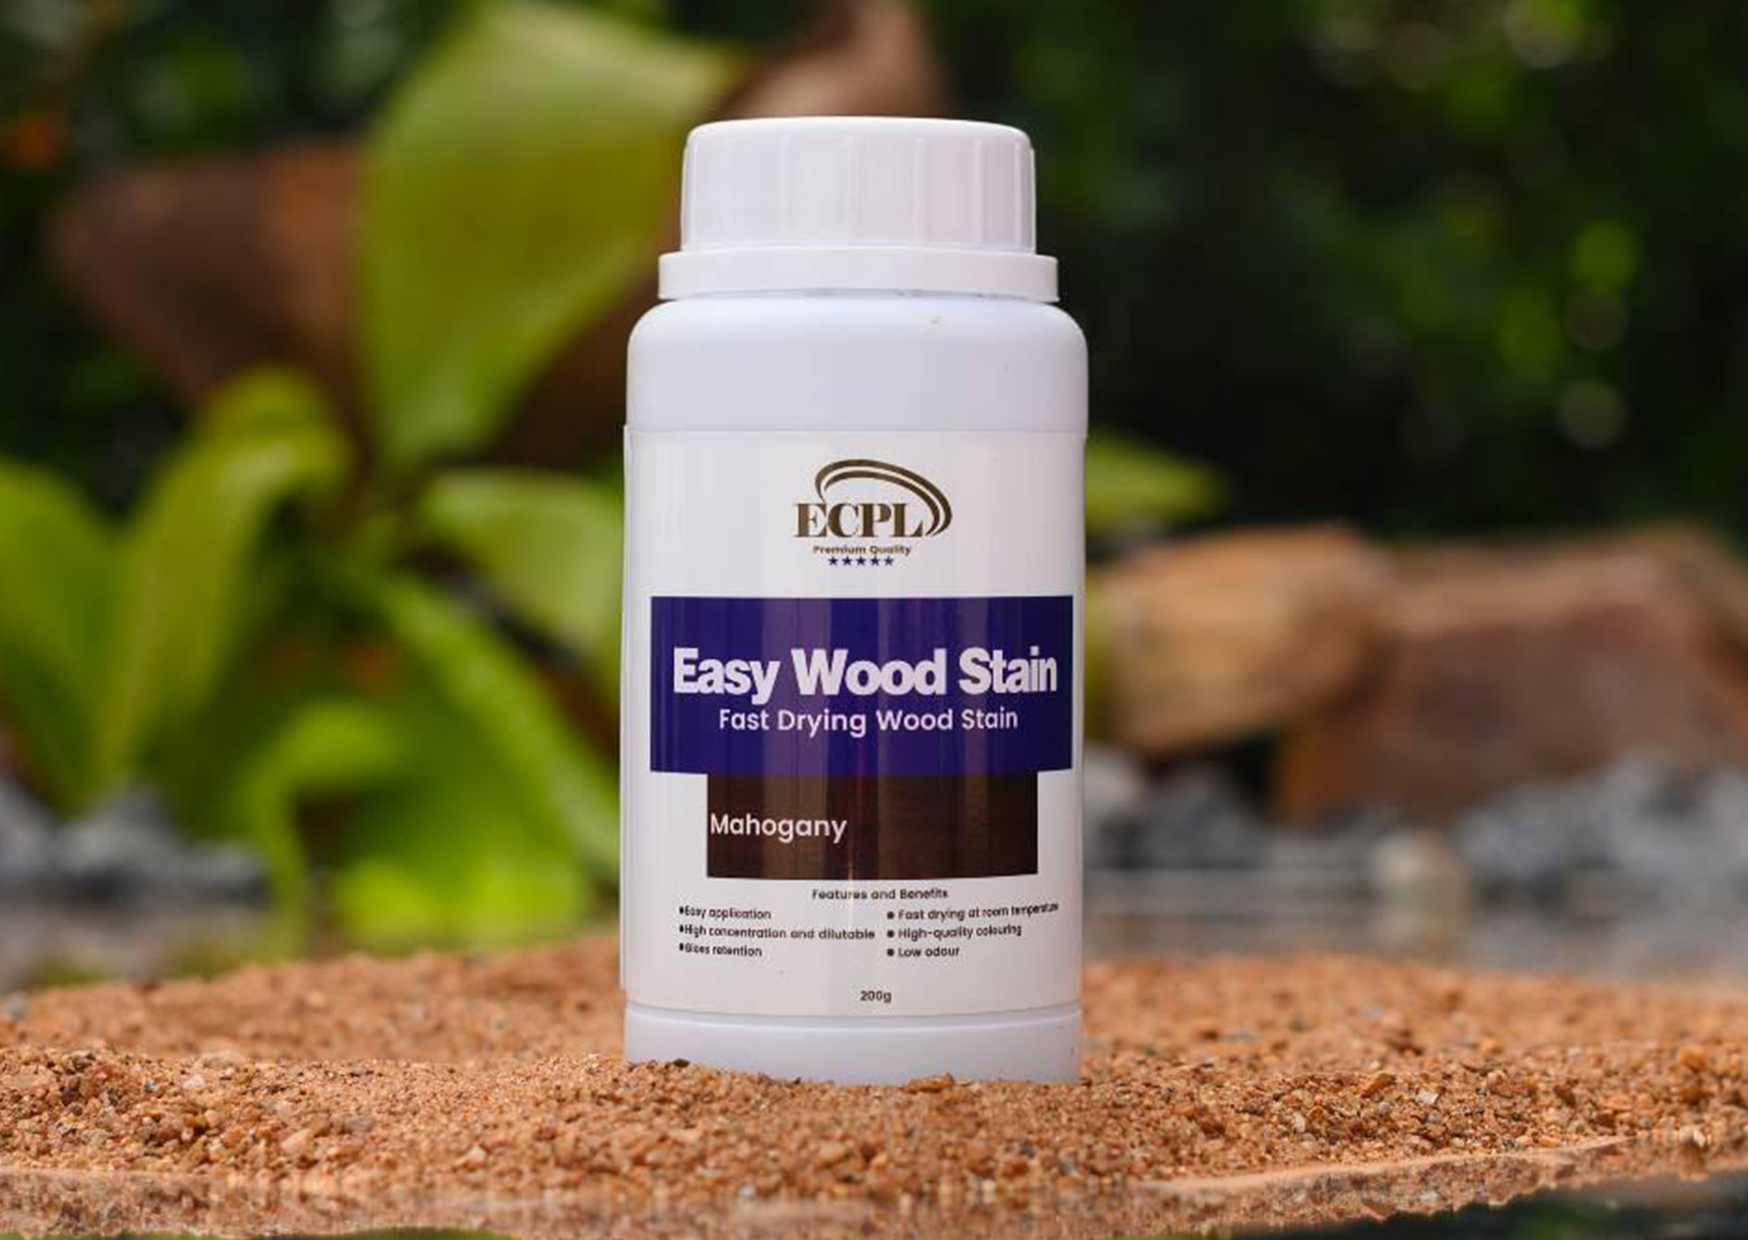 ECPL
Premium Quality
Easy Wood Stain
Fast Drying Wood Stain
Mahogany
Features and Benefits
•Easy application
•High concentration and dilutable
•Gloss retention
• Fast drying at room temperature
• High-quality colouring
• Low odour
200g